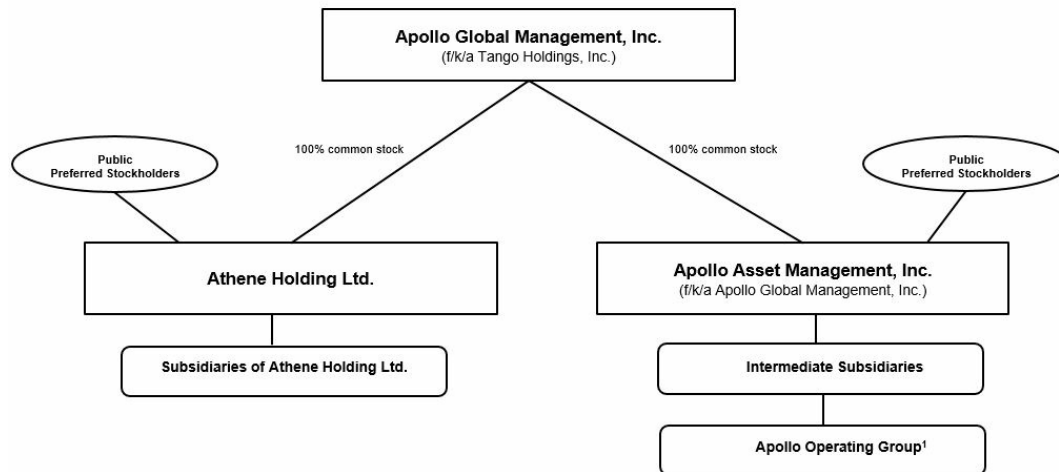 Apollo Global Management, Inc.
(f/k/a Tango Holdings, Inc.)
100% common stock
100% common stock
Public
Preferred Stockholders
Public
Preferred Stockholders
Athene Holding Ltd.
Apollo Asset Management, Inc.
(f/k/a Apollo Global Management, Inc.)
Subsidiaries of Athene Holding Ltd.
Intermediate Subsidiaries
Apollo Operating Group¹